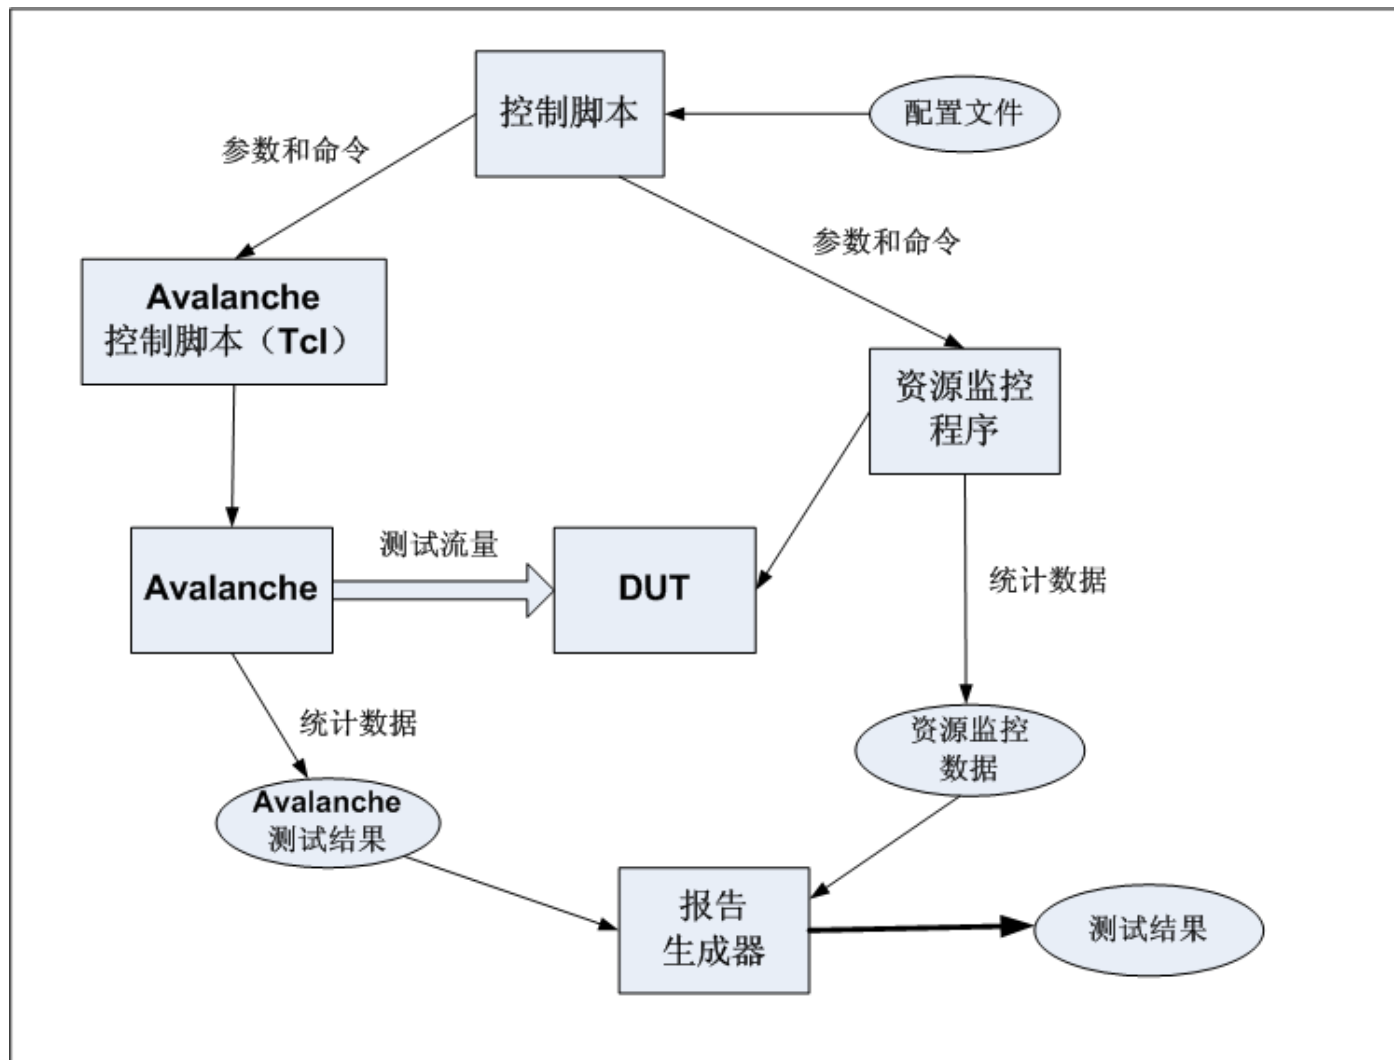 控制脚本
配置文件
参数和命令
参数和命令
Avalanche
控制脚本（Tcl）
资源监控
程序
测试流量
Avalanche
DUT
统计数据
统计数据
资源监控
数据
Avalanche
测试结果
报告
生成器
测试结果